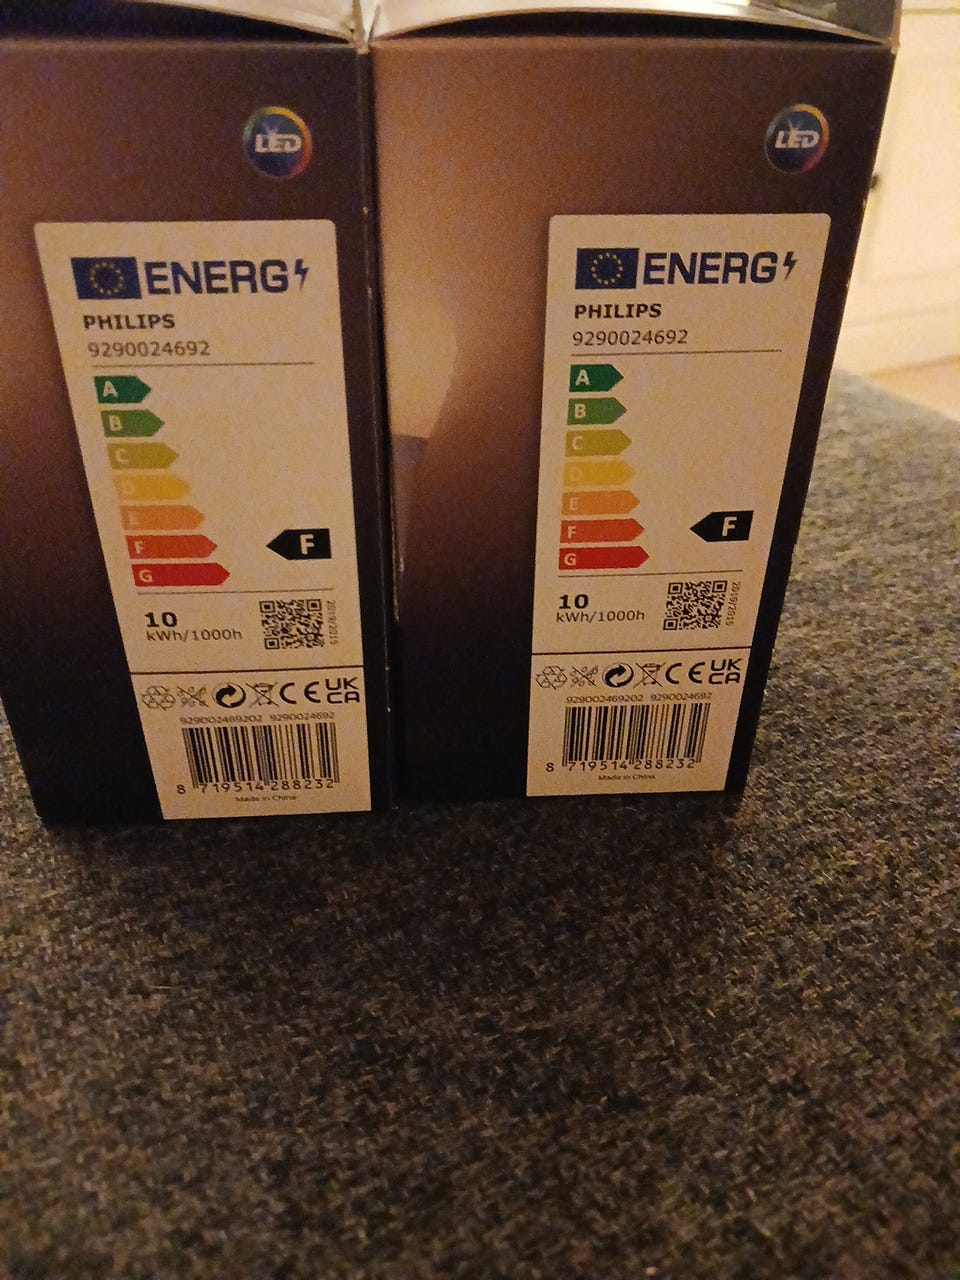 LED
ENERG
PHILIPS
9290024692
A
B
C
D
E
F
G
F
10
kWh/1000h
2019/2015
CE UK CA
929002469202 9290024692
8 719514 288232
Made in China
LED
ENERG
PHILIPS
9290024692
A
B
C
D
E
F
G
F
10
kWh/1000h
2019/2015
CE UK CA
929002469202 9290024692
8 719514 288232
Made in China